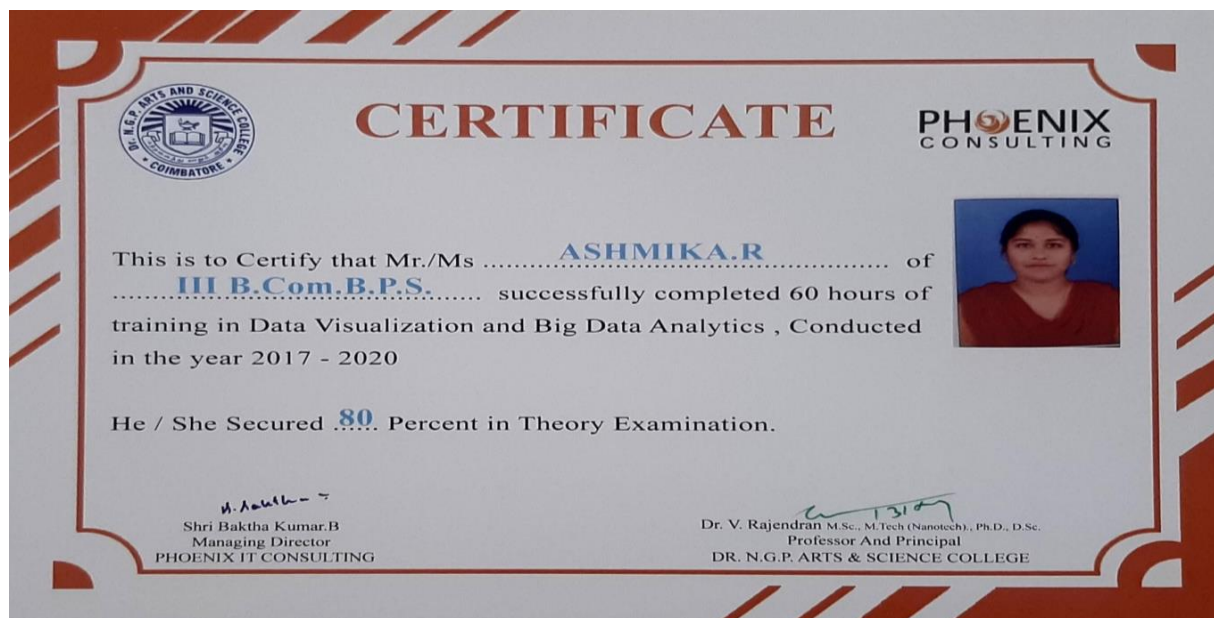 Dr. N.G.P. ARTS AND SCIENCE COLLEGE
COIMBATORE
CERTIFICATE
PHOENIX
CONSULTING
This is to Certify that Mr./Ms ........ASHMIKA.R........ of
........III B.Com.B.P.S........ successfully completed 60 hours of
training in Data Visualization and Big Data Analytics , Conducted
in the year 2017 - 2020
He / She Secured .80. Percent in Theory Examination.
Shri Baktha Kumar.B
Managing Director
PHOENIX IT CONSULTING
Dr. V. Rajendran M.Sc., M.Tech (Nanotech)., Ph.D., D.Sc.
Professor And Principal
DR. N.G.P. ARTS & SCIENCE COLLEGE